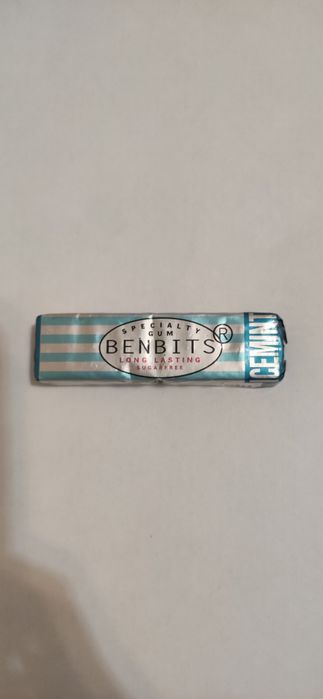 SPECIALTY
GUM
BENBITS®
LONG LASTING
SUGARFREE
CEMINT